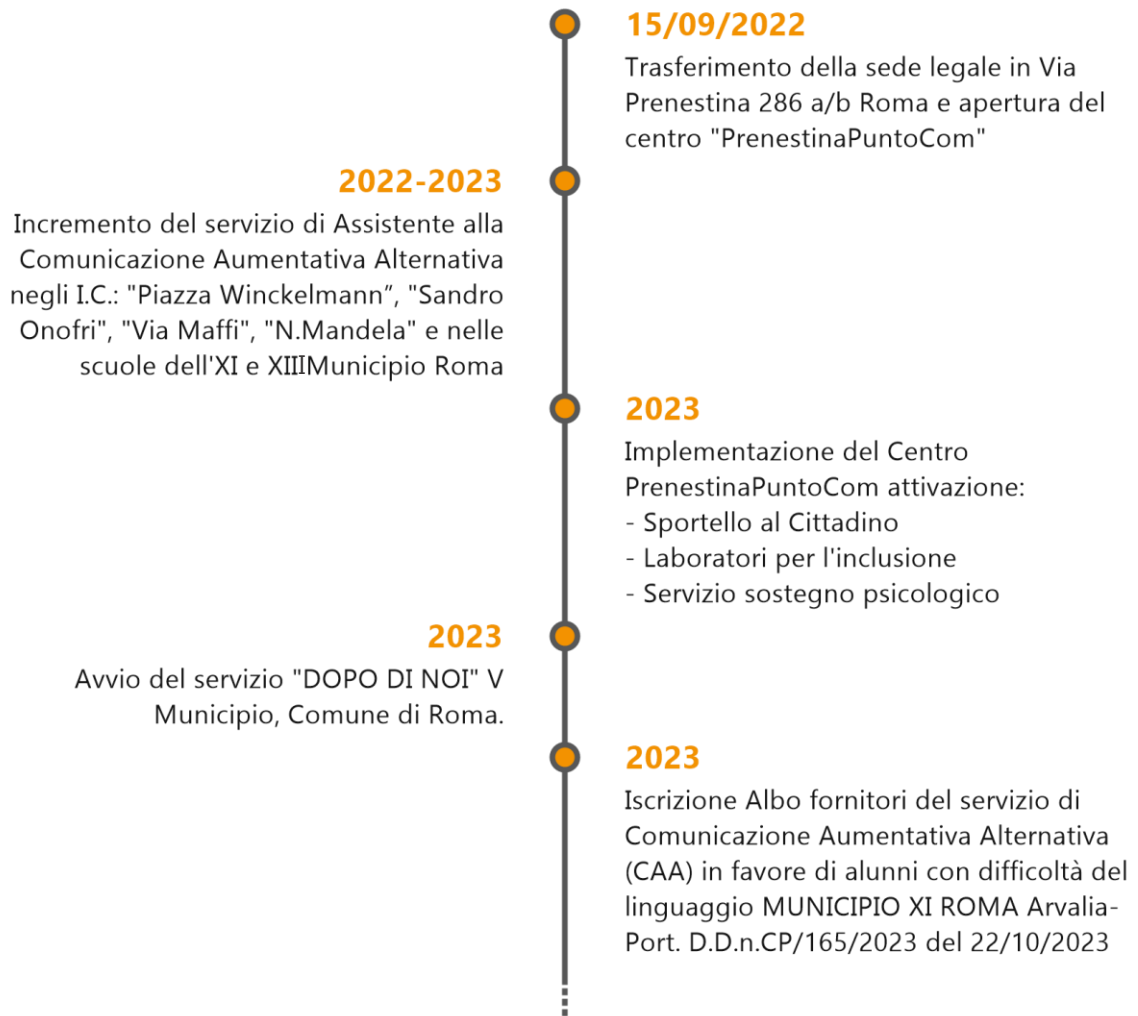 15/09/2022
Trasferimento della sede legale in Via
Prenestina 286 a/b Roma e apertura del
centro "PrenestinaPuntoCom"
2022-2023
Incremento del servizio di Assistente alla
Comunicazione Aumentativa Alternativa
negli I.C.: "Piazza Winckelmann”, "Sandro
Onofri", "Via Maffi", "N.Mandela" e nelle
scuole dell'XI e XIIIMunicipio Roma
2023
Implementazione del Centro
PrenestinaPuntoCom attivazione:
- Sportello al Cittadino
- Laboratori per l'inclusione
- Servizio sostegno psicologico
2023
Avvio del servizio "DOPO DI NOI" V
Municipio, Comune di Roma.
2023
Iscrizione Albo fornitori del servizio di
Comunicazione Aumentativa Alternativa
(CAA) in favore di alunni con difficoltà del
linguaggio MUNICIPIO XI ROMA Arvalia-
Port. D.D.n.CP/165/2023 del 22/10/2023